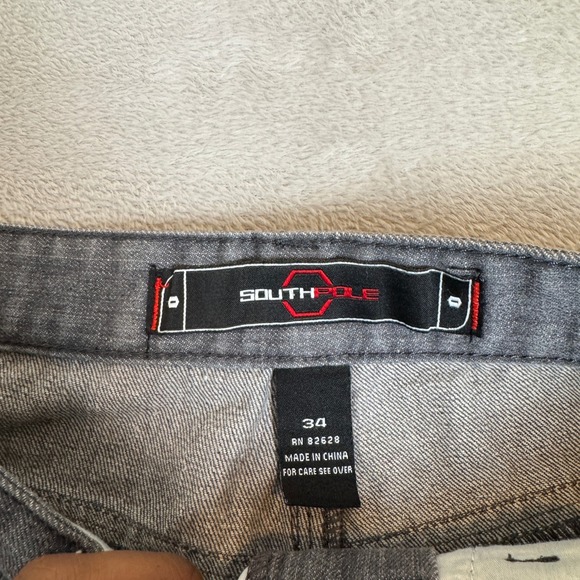 SOUTHPOLE
34
RN 82628
MADE IN CHINA
FOR CARE SEE OVER